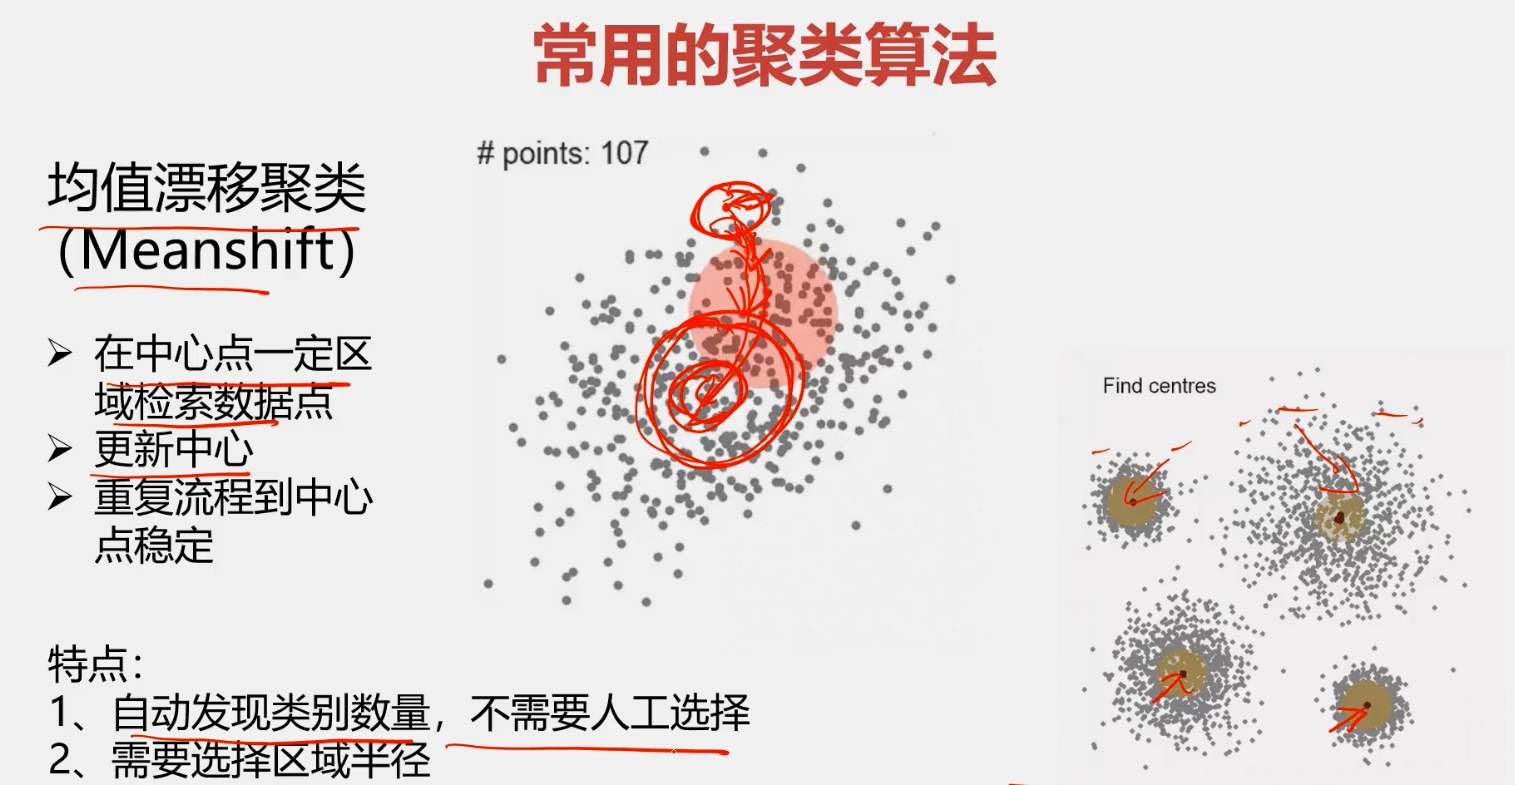 常用的聚类算法
均值漂移聚类
（Meanshift）
➢ 在中心点一定区
域检索数据点
➢ 更新中心
➢ 重复流程到中心
点稳定
特点：
1、自动发现类别数量，不需要人工选择
2、需要选择区域半径
# points: 107
Find centres